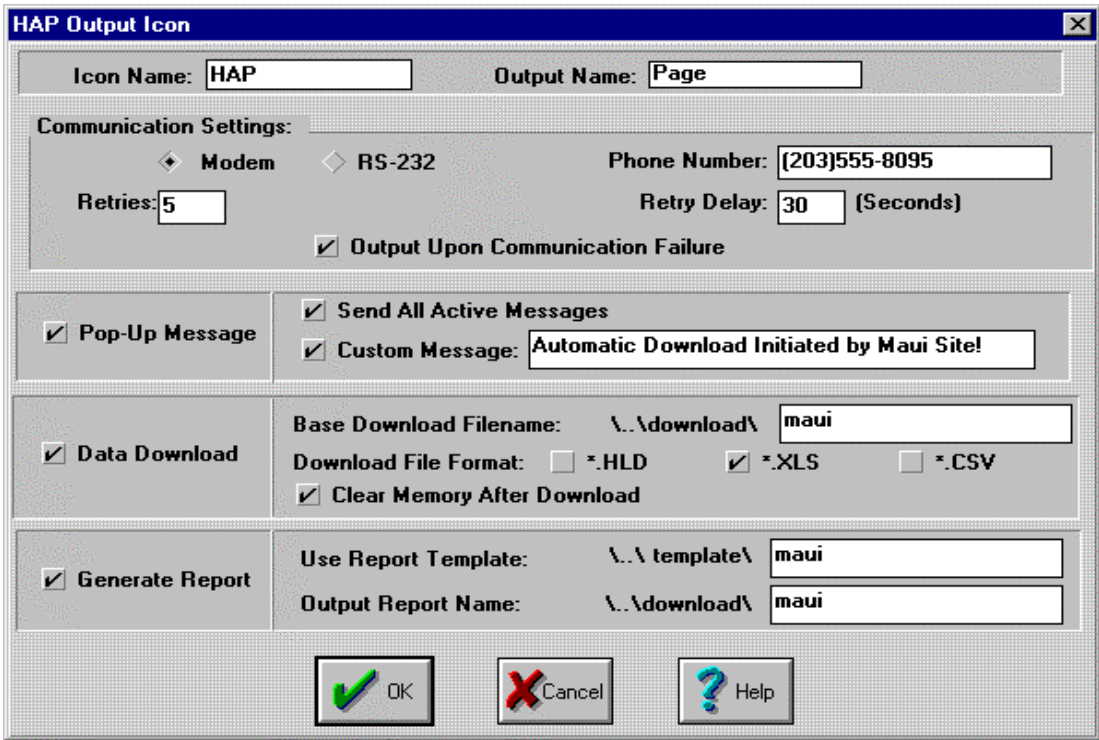 HAP Output Icon
Icon Name: HAP Output Name: Page
Communication Settings:
Modem RS-232 Phone Number: (203)555-8095
Retries: 5 Retry Delay: 30 (Seconds)
Output Upon Communication Failure
Pop-Up Message
Send All Active Messages
Custom Message: Automatic Download Initiated by Maui Site!
Data Download
Base Download Filename: \..\download\ maui
Download File Format: *.HLD *.XLS *.CSV
Clear Memory After Download
Generate Report
Use Report Template: \..\ template\ maui
Output Report Name: \..\download\ maui
OK Cancel Help